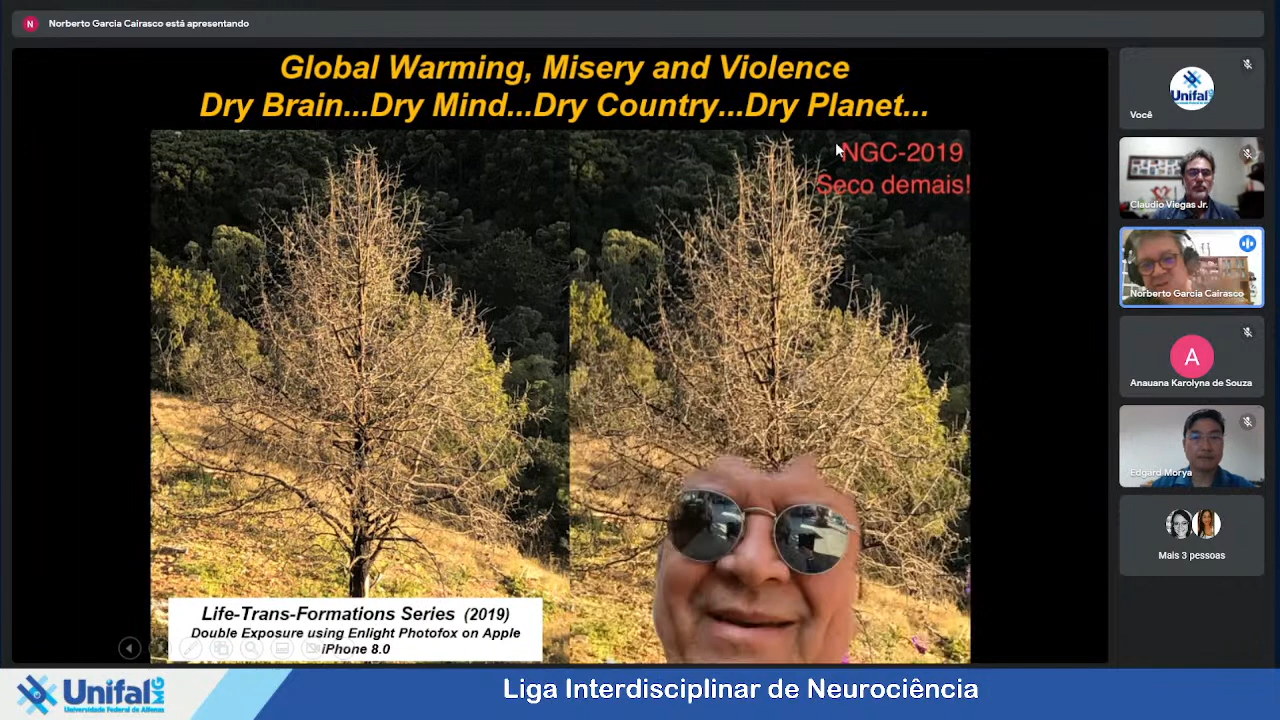 N Norberto Garcia Cairasco está apresentando
Global Warming, Misery and Violence
Dry Brain...Dry Mind...Dry Country...Dry Planet...
NGC-2019
Seco demais!
Life-Trans-Formations Series (2019)
Double Exposure using Enlight Photofox on Apple
iPhone 8.0
Unifal
Você
Claudio Viegas Jr.
Norberto Garcia Cairasco
A
Anauana Karolyna de Souza
Edgard Morya
Mais 3 pessoas
Unifal MG
Universidade Federal de Alfenas
Liga Interdisciplinar de Neurociência